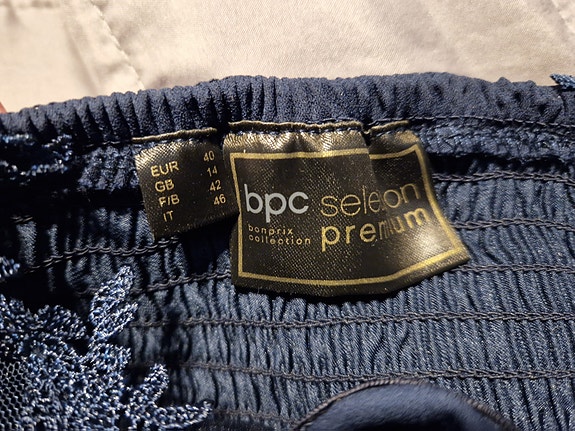 EUR 40
GB 14
F/B 42
IT 46
bpc selection
bonprix
collection
premium